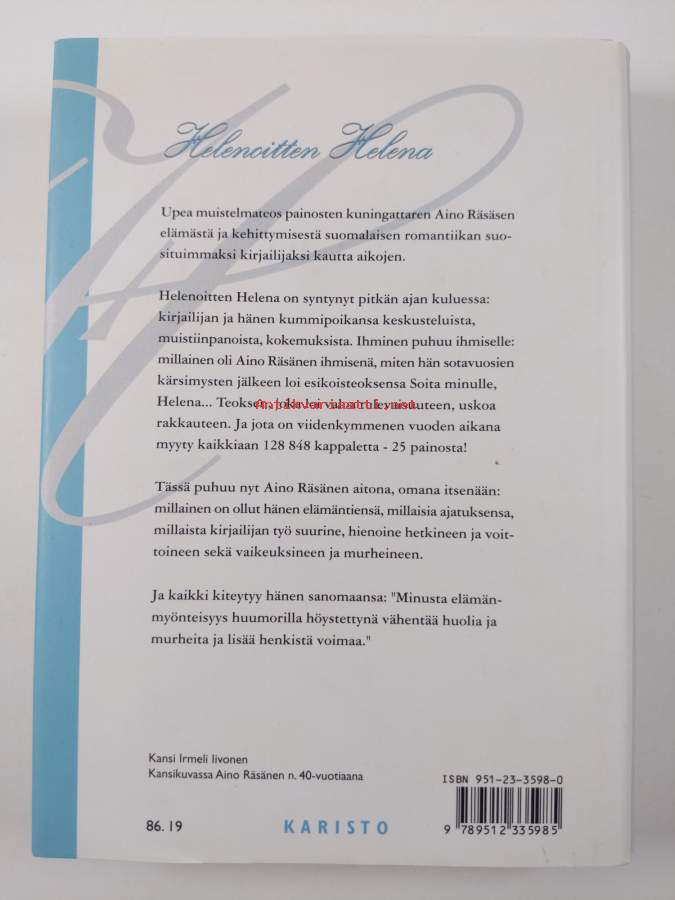 Helenoitten Helena
Upea muistelmateos painosten kuningattaren Aino Räsäsen
elämästä ja kehittymisestä suomalaisen romantiikan suo-
situimmaksi kirjailijaksi kautta aikojen.
Helenoitten Helena on syntynyt pitkän ajan kuluessa:
kirjailijan ja hänen kummipoikansa keskusteluista,
muistiinpanoista, kokemuksista. Ihminen puhuu ihmiselle:
millainen oli Aino Räsänen ihmisenä, miten hän sotavuosien
kärsimysten jälkeen loi esikoisteoksensa Soita minulle,
Helena... Teoksen, joka loi valoa tulevaisuuteen, uskoa
rakkauteen. Ja jota on viidenkymmenen vuoden aikana
myyty kaikkiaan 128 848 kappaletta - 25 painosta!
Tässä puhuu nyt Aino Räsänen aitona, omana itsenään:
millainen on ollut hänen elämäntiensä, millaisia ajatuksensa,
millaista kirjailijan työ suurine, hienoine hetkineen ja voit-
toineen sekä vaikeuksineen ja murheineen.
Ja kaikki kiteytyy hänen sanomaansa: "Minusta elämän-
myönteisyys huumorilla höystettynä vähentää huolia ja
murheita ja lisää henkistä voimaa."
Kansi Irmeli Iivonen
Kansikuvassa Aino Räsänen n. 40-vuotiaana
ISBN 951-23-3598-0
86.19
KARISTO
9 789512 335985